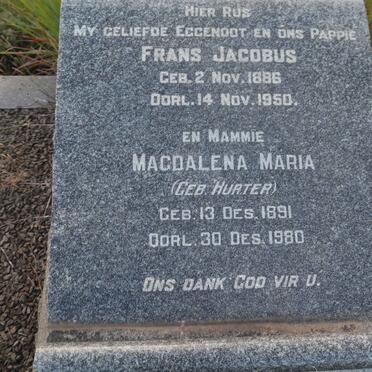 HIER RUS
MY GELIEFDE EGGENOOT EN ONS PAPPIE
FRANS JACOBUS
GEB. 2 NOV. 1886
OORL. 14 NOV. 1950.
EN MAMMIE
MAGDALENA MARIA
(GEB. HURTER)
GEB. 13 DES. 1891
OORL. 30 DES. 1980
ONS DANK GOD VIR U.